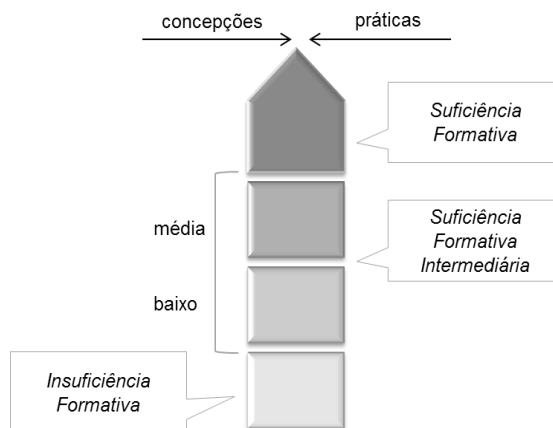 concepções
práticas
Suficiência
Formativa
média
Suficiência
Formativa
Intermediária
baixo
Insuficiência
Formativa